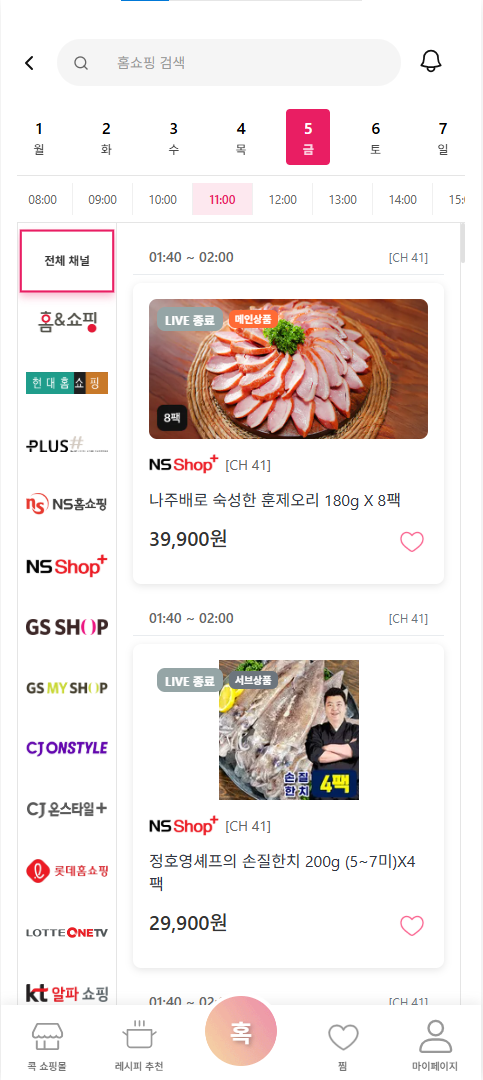 홈쇼핑 검색
1 2 3 4 5 6 7
월 화 수 목 금 토 일
08:00 09:00 10:00 11:00 12:00 13:00 14:00 15:
전체 채널
홈&쇼핑
현대홈쇼핑
PLUS#
NS홈쇼핑
NS Shop+
GS SHOP
GS MY SHOP
CJ ONSTYLE
CJ 온스타일+
롯데홈쇼핑
LOTTE ONE TV
kt 알파 쇼핑
01:40 ~ 02:00 [CH 41]
LIVE 종료 메인상품
8팩
NS Shop+ [CH 41]
나주배로 숙성한 훈제오리 180g X 8팩
39,900원
01:40 ~ 02:00 [CH 41]
LIVE 종료 서브상품
손질
한치 4팩
NS Shop+ [CH 41]
정호영셰프의 손질한치 200g (5~7미)X4
팩
29,900원
01:40 ~ 02: [CH 41]
콕 쇼핑몰
레시피 추천
혹
찜
마이페이지